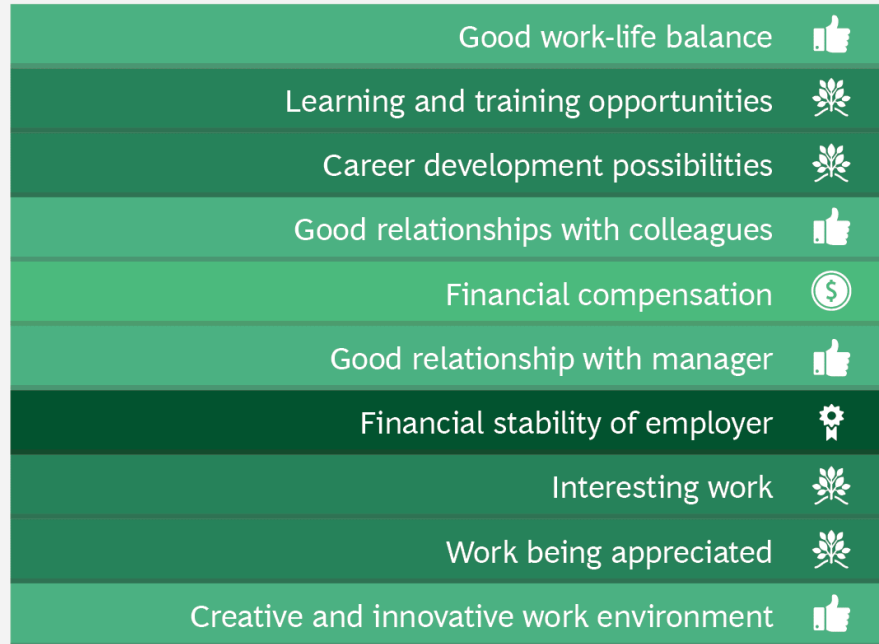 Good work-life balance
Learning and training opportunities
Career development possibilities
Good relationships with colleagues
Financial compensation
$
Good relationship with manager
Financial stability of employer
Interesting work
Work being appreciated
Creative and innovative work environment